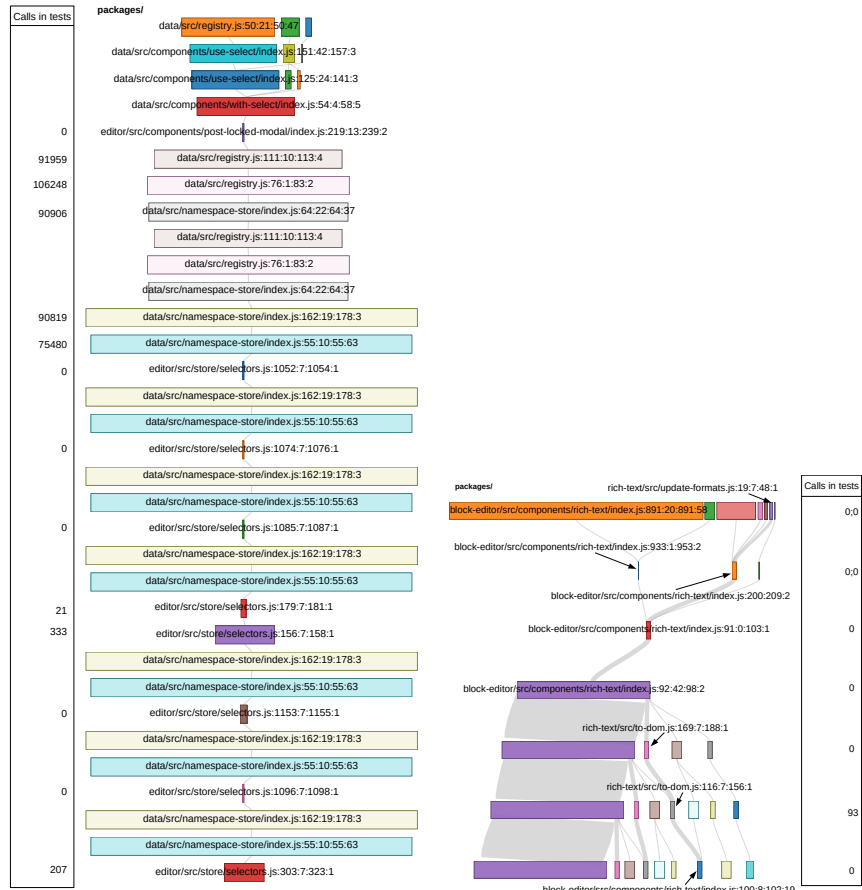 Calls in tests
packages/
data/src/registry.js:50:21:50:47
data/src/components/use-select/index.js:151:42:157:3
data/src/components/use-select/index.js:125:24:141:3
data/src/components/with-select/index.js:54:4:58:5
0 editor/src/components/post-locked-modal/index.js:219:13:239:2
91959 data/src/registry.js:111:10:113:4
106248 data/src/registry.js:76:1:83:2
90906 data/src/namespace-store/index.js:64:22:64:37
data/src/registry.js:111:10:113:4
data/src/registry.js:76:1:83:2
data/src/namespace-store/index.js:64:22:64:37
90819 data/src/namespace-store/index.js:162:19:178:3
75480 data/src/namespace-store/index.js:55:10:55:63
0 editor/src/store/selectors.js:1052:7:1054:1
data/src/namespace-store/index.js:162:19:178:3
data/src/namespace-store/index.js:55:10:55:63
0 editor/src/store/selectors.js:1074:7:1076:1
data/src/namespace-store/index.js:162:19:178:3
data/src/namespace-store/index.js:55:10:55:63
0 editor/src/store/selectors.js:1085:7:1087:1
data/src/namespace-store/index.js:162:19:178:3
data/src/namespace-store/index.js:55:10:55:63
21 editor/src/store/selectors.js:179:7:181:1
333 editor/src/store/selectors.js:156:7:158:1
data/src/namespace-store/index.js:162:19:178:3
data/src/namespace-store/index.js:55:10:55:63
0 editor/src/store/selectors.js:1153:7:1155:1
data/src/namespace-store/index.js:162:19:178:3
data/src/namespace-store/index.js:55:10:55:63
0 editor/src/store/selectors.js:1096:7:1098:1
data/src/namespace-store/index.js:162:19:178:3
data/src/namespace-store/index.js:55:10:55:63
207 editor/src/store/selectors.js:303:7:323:1
packages/
Calls in tests
rich-text/src/update-formats.js:19:7:48:1
block-editor/src/components/rich-text/index.js:891:20:891:58 0;0
block-editor/src/components/rich-text/index.js:933:1:953:2
0;0
block-editor/src/components/rich-text/index.js:200:209:2
block-editor/src/components/rich-text/index.js:91:0:103:1 0
block-editor/src/components/rich-text/index.js:92:42:98:2 0
rich-text/src/to-dom.js:169:7:188:1
0
rich-text/src/to-dom.js:116:7:156:1
93
0
block-editor/src/components/rich-text/index.js:100:8:102:19